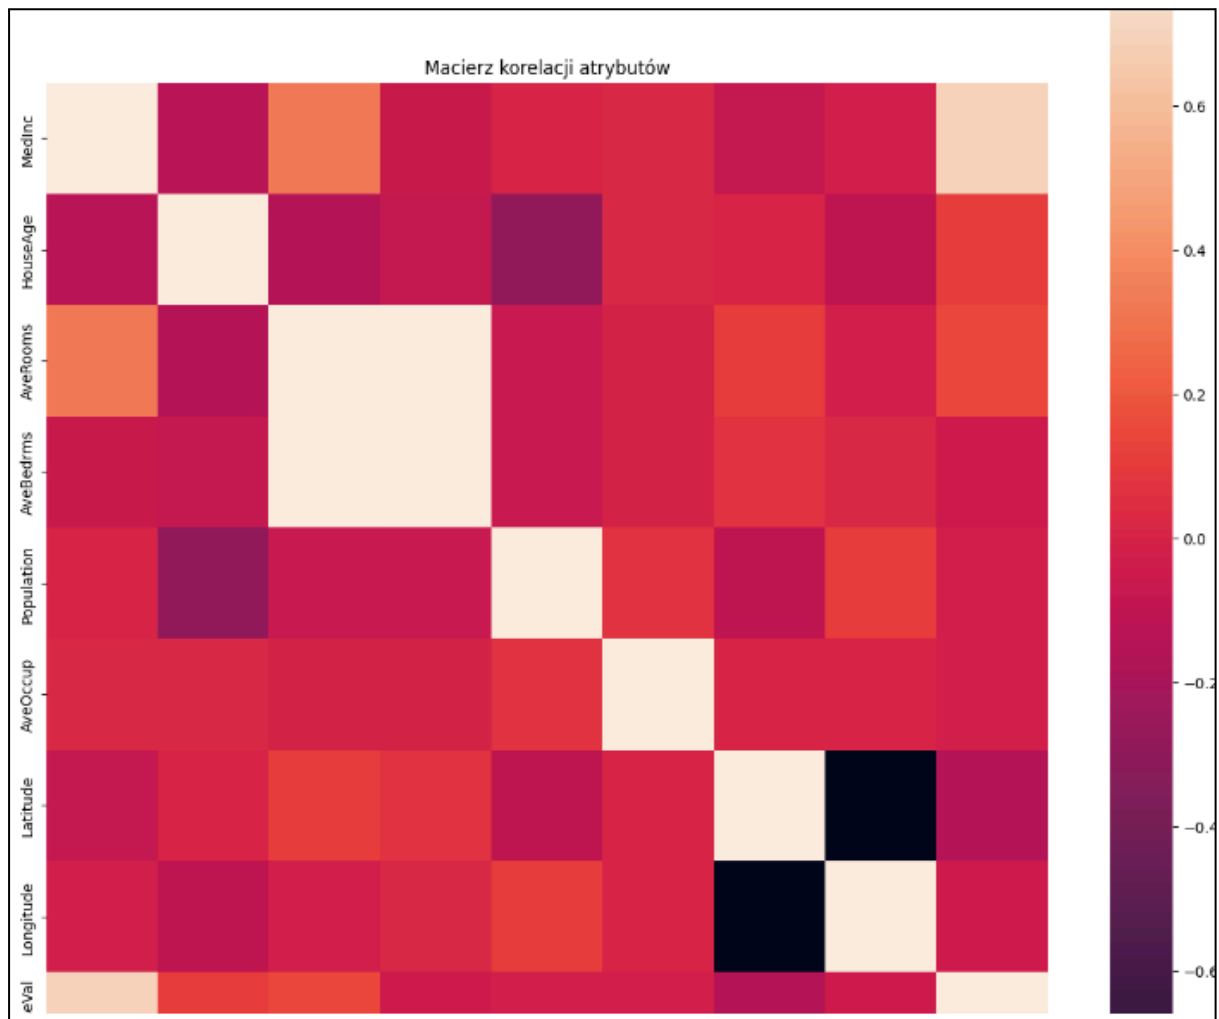 Macierz korelacji atrybutów
MedInc
HouseAge
AveRooms
AveBedrms
Population
AveOccup
Latitude
Longitude
eVal
0.6
0.4
0.2
0.0
−0.2
−0.4
−0.6